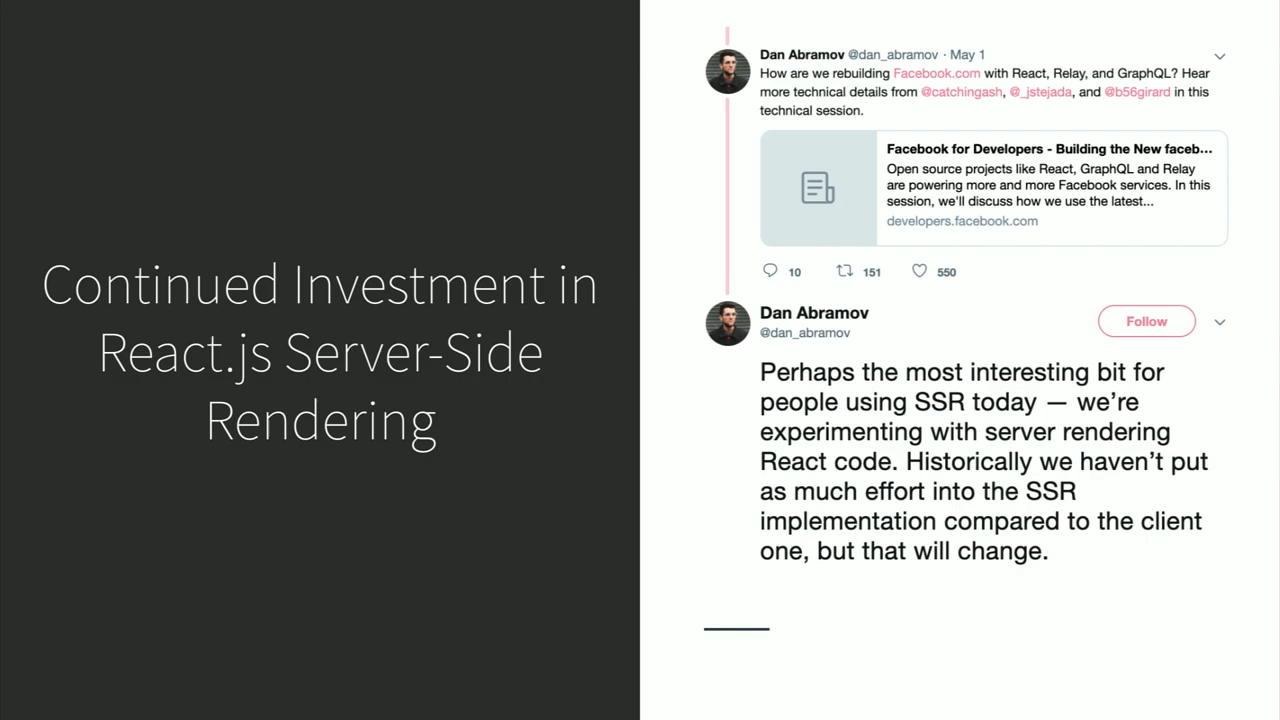 Continued Investment in
React.js Server-Side
Rendering
Dan Abramov @dan_abramov · May 1
How are we rebuilding Facebook.com with React, Relay, and GraphQL? Hear
more technical details from @catchingash, @_jstejada, and @b56girard in this
technical session.
Facebook for Developers - Building the New faceb...
Open source projects like React, GraphQL and Relay
are powering more and more Facebook services. In this
session, we'll discuss how we use the latest...
developers.facebook.com
10 151 550
Dan Abramov
@dan_abramov
Follow
Perhaps the most interesting bit for
people using SSR today — we’re
experimenting with server rendering
React code. Historically we haven’t put
as much effort into the SSR
implementation compared to the client
one, but that will change.